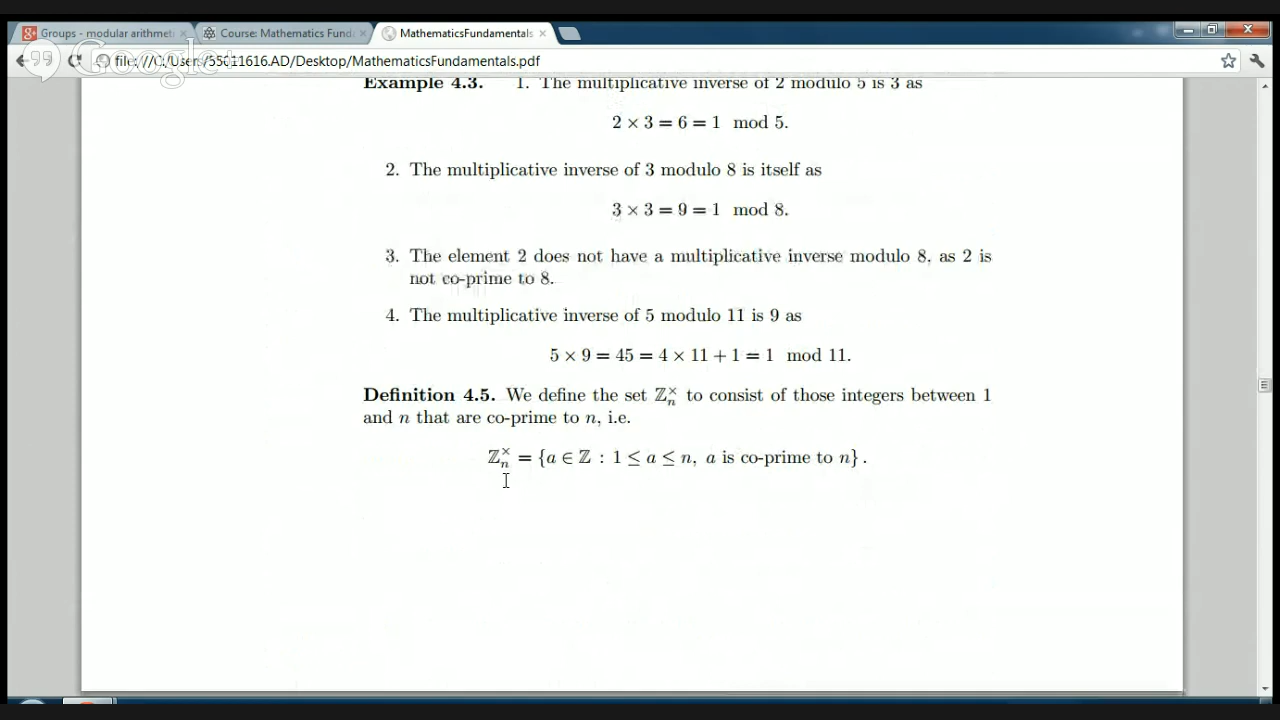 Groups - modular arithmet
Course: Mathematics Fund
MathematicsFundamentals
Google+
file:///C:/Users/55011616.AD/Desktop/MathematicsFundamentals.pdf
Example 4.3. 1. The multiplicative inverse of 2 modulo 5 is 3 as
2 × 3 = 6 = 1 mod 5.
2. The multiplicative inverse of 3 modulo 8 is itself as
3 × 3 = 9 = 1 mod 8.
3. The element 2 does not have a multiplicative inverse modulo 8, as 2 is
not co-prime to 8.
4. The multiplicative inverse of 5 modulo 11 is 9 as
5 × 9 = 45 = 4 × 11 + 1 = 1 mod 11.
Definition 4.5. We define the set ℤₙ^× to consist of those integers between 1
and n that are co-prime to n, i.e.
ℤₙ^× = {a ∈ ℤ : 1 ≤ a ≤ n, a is co-prime to n} .